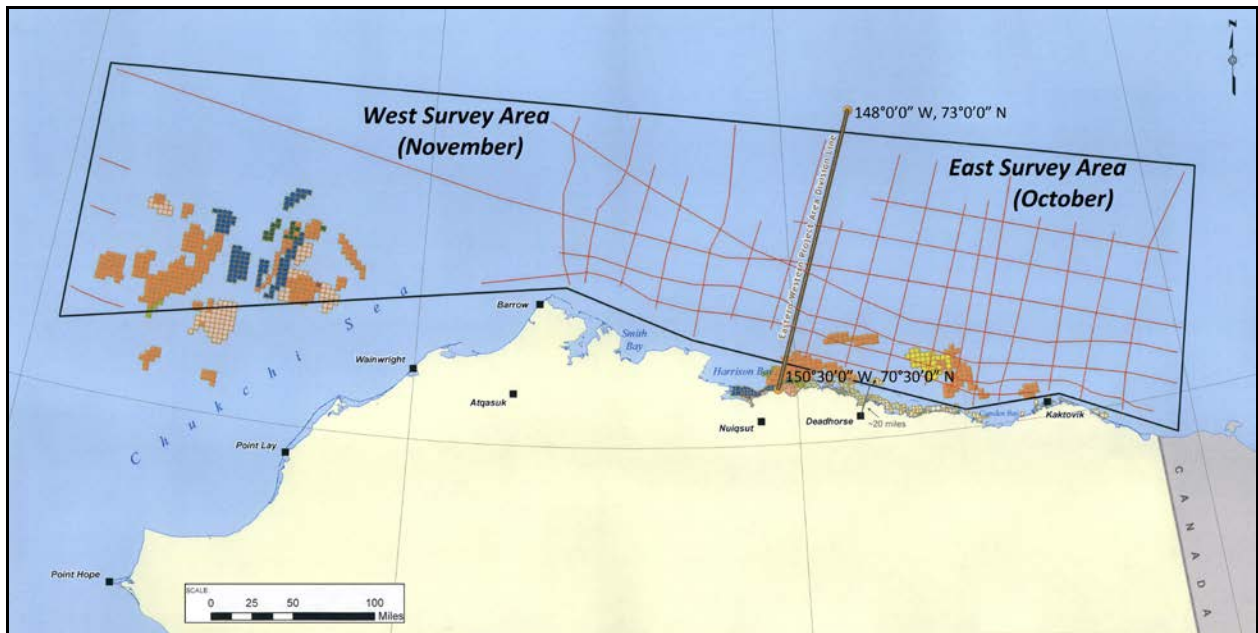 N
148°0'0" W, 73°0'0" N
West Survey Area
(November)
East Survey Area
(October)
Eastern Western Project Area Division Line
Chukchi Sea
Barrow
Smith
Bay
Wainwright
Harrison Bay
150°30'0" W, 70°30'0" N
Atqasuk
Camden Bay
Kaktovik
Nuiqsut
Deadhorse
~20 miles
Point Lay
CANADA
Point Hope
SCALE
0 25 50 100
Miles